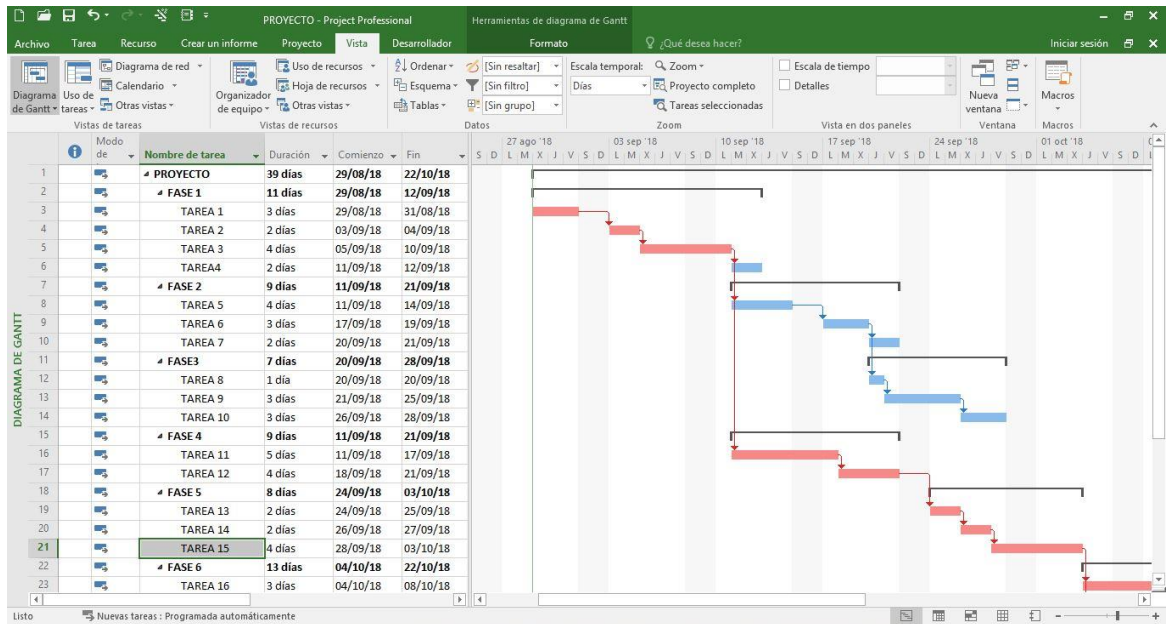 PROYECTO - Project Professional
Herramientas de diagrama de Gantt
Archivo Tarea Recurso Crear un informe Proyecto Vista Desarrollador Formato ¿Qué desea hacer? Iniciar sesión
Diagrama de Gantt
Uso de tareas
Diagrama de red
Calendario
Otras vistas
Vistas de tareas
Organizador de equipo
Uso de recursos
Hoja de recursos
Otras vistas
Vistas de recursos
Ordenar
Esquema
Tablas
[Sin resaltar]
[Sin filtro]
[Sin grupo]
Datos
Escala temporal:
Días
Zoom
Proyecto completo
Tareas seleccionadas
Zoom
Escala de tiempo
Detalles
Vista en dos paneles
Nueva ventana
Ventana
Macros
Macros
Modo de
Nombre de tarea Duración Comienzo Fin
27 ago '18 03 sep '18 10 sep '18 17 sep '18 24 sep '18 01 oct '18
S D L M X J V S D L M X J V S D L M X J V S D L M X J V S D L M X J V S D L M X J V S D L
1 PROYECTO 39 días 29/08/18 22/10/18
2 FASE 1 11 días 29/08/18 12/09/18
3 TAREA 1 3 días 29/08/18 31/08/18
4 TAREA 2 2 días 03/09/18 04/09/18
5 TAREA 3 4 días 05/09/18 10/09/18
6 TAREA4 2 días 11/09/18 12/09/18
7 FASE 2 9 días 11/09/18 21/09/18
8 TAREA 5 4 días 11/09/18 14/09/18
9 TAREA 6 3 días 17/09/18 19/09/18
10 TAREA 7 2 días 20/09/18 21/09/18
11 FASE3 7 días 20/09/18 28/09/18
12 TAREA 8 1 día 20/09/18 20/09/18
13 TAREA 9 3 días 21/09/18 25/09/18
14 TAREA 10 3 días 26/09/18 28/09/18
15 FASE 4 9 días 11/09/18 21/09/18
16 TAREA 11 5 días 11/09/18 17/09/18
17 TAREA 12 4 días 18/09/18 21/09/18
18 FASE 5 8 días 24/09/18 03/10/18
19 TAREA 13 2 días 24/09/18 25/09/18
20 TAREA 14 2 días 26/09/18 27/09/18
21 TAREA 15 4 días 28/09/18 03/10/18
22 FASE 6 13 días 04/10/18 22/10/18
23 TAREA 16 3 días 04/10/18 08/10/18
DIAGRAMA DE GANTT
Listo Nuevas tareas : Programada automáticamente